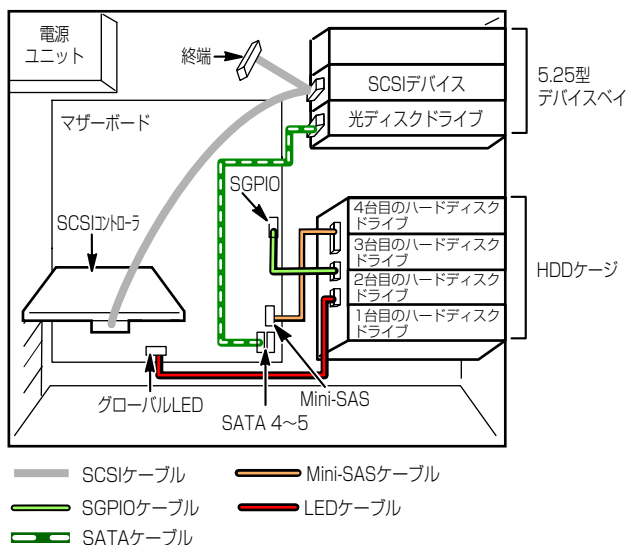 電源
ユニット
終端
SCSIデバイス
光ディスクドライブ
5.25型
デバイスベイ
マザーボード
SGPIO
SCSIコントローラ
4台目のハードディスク
ドライブ
3台目のハードディスク
ドライブ
2台目のハードディスク
ドライブ
1台目のハードディスク
ドライブ
HDDケージ
グローバルLED
SATA 4~5
Mini-SAS
SCSIケーブル
Mini-SASケーブル
SGPIOケーブル
LEDケーブル
SATAケーブル